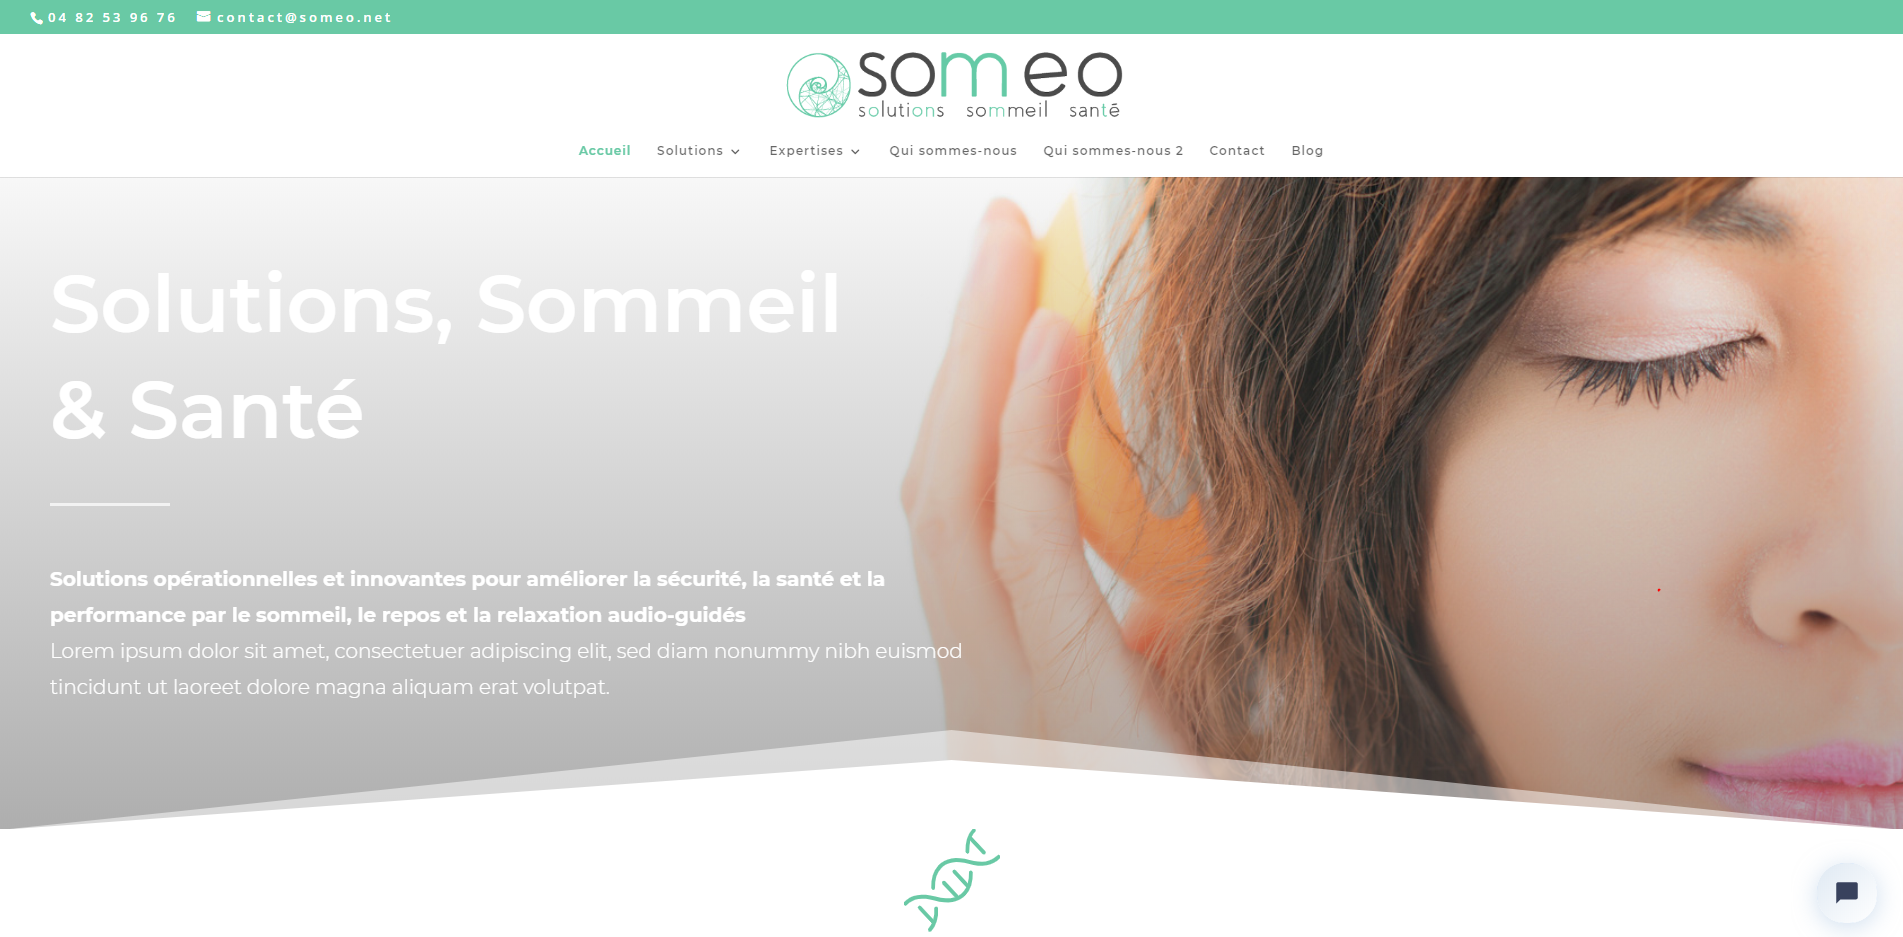 04 82 53 96 76 contact@someo.net
someo
solutions sommeil santé
Accueil Solutions Expertises Qui sommes-nous Qui sommes-nous 2 Contact Blog
Solutions, Sommeil
& Santé
Solutions opérationnelles et innovantes pour améliorer la sécurité, la santé et la
performance par le sommeil, le repos et la relaxation audio-guidés
Lorem ipsum dolor sit amet, consectetuer adipiscing elit, sed diam nonummy nibh euismod
tincidunt ut laoreet dolore magna aliquam erat volutpat.